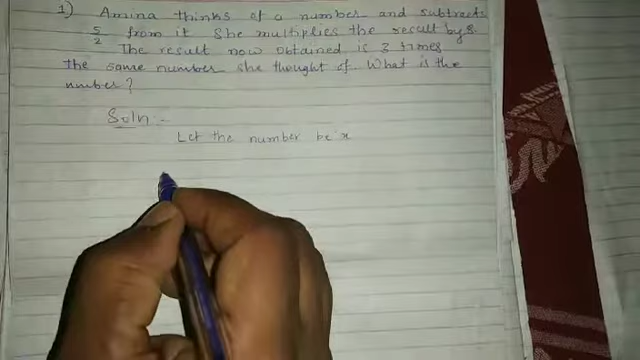 1) Amina thinks of a number and subtracts
5/2 from it She multiplies the result by 8.
The result now obtained is 3 times
the same number she thought of. What is the
number?
Soln:-
Let the number be x